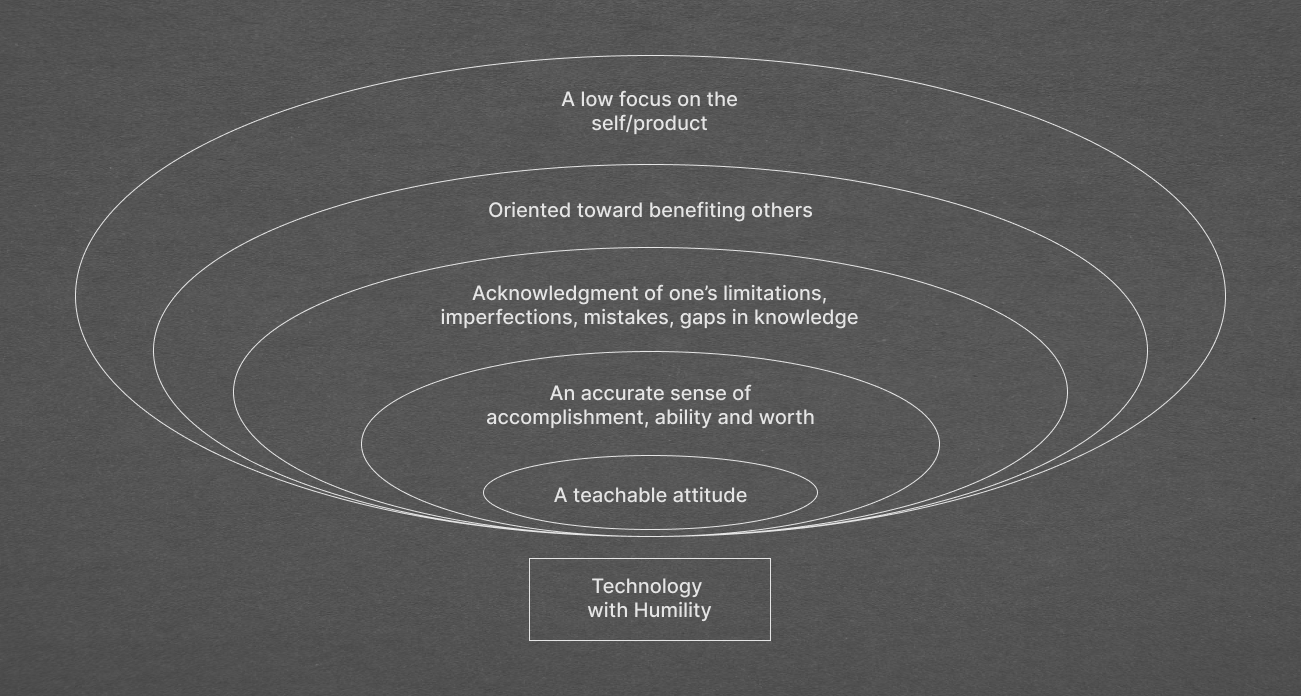 A low focus on the
self/product
Oriented toward benefiting others
Acknowledgment of one’s limitations,
imperfections, mistakes, gaps in knowledge
An accurate sense of
accomplishment, ability and worth
A teachable attitude
Technology
with Humility